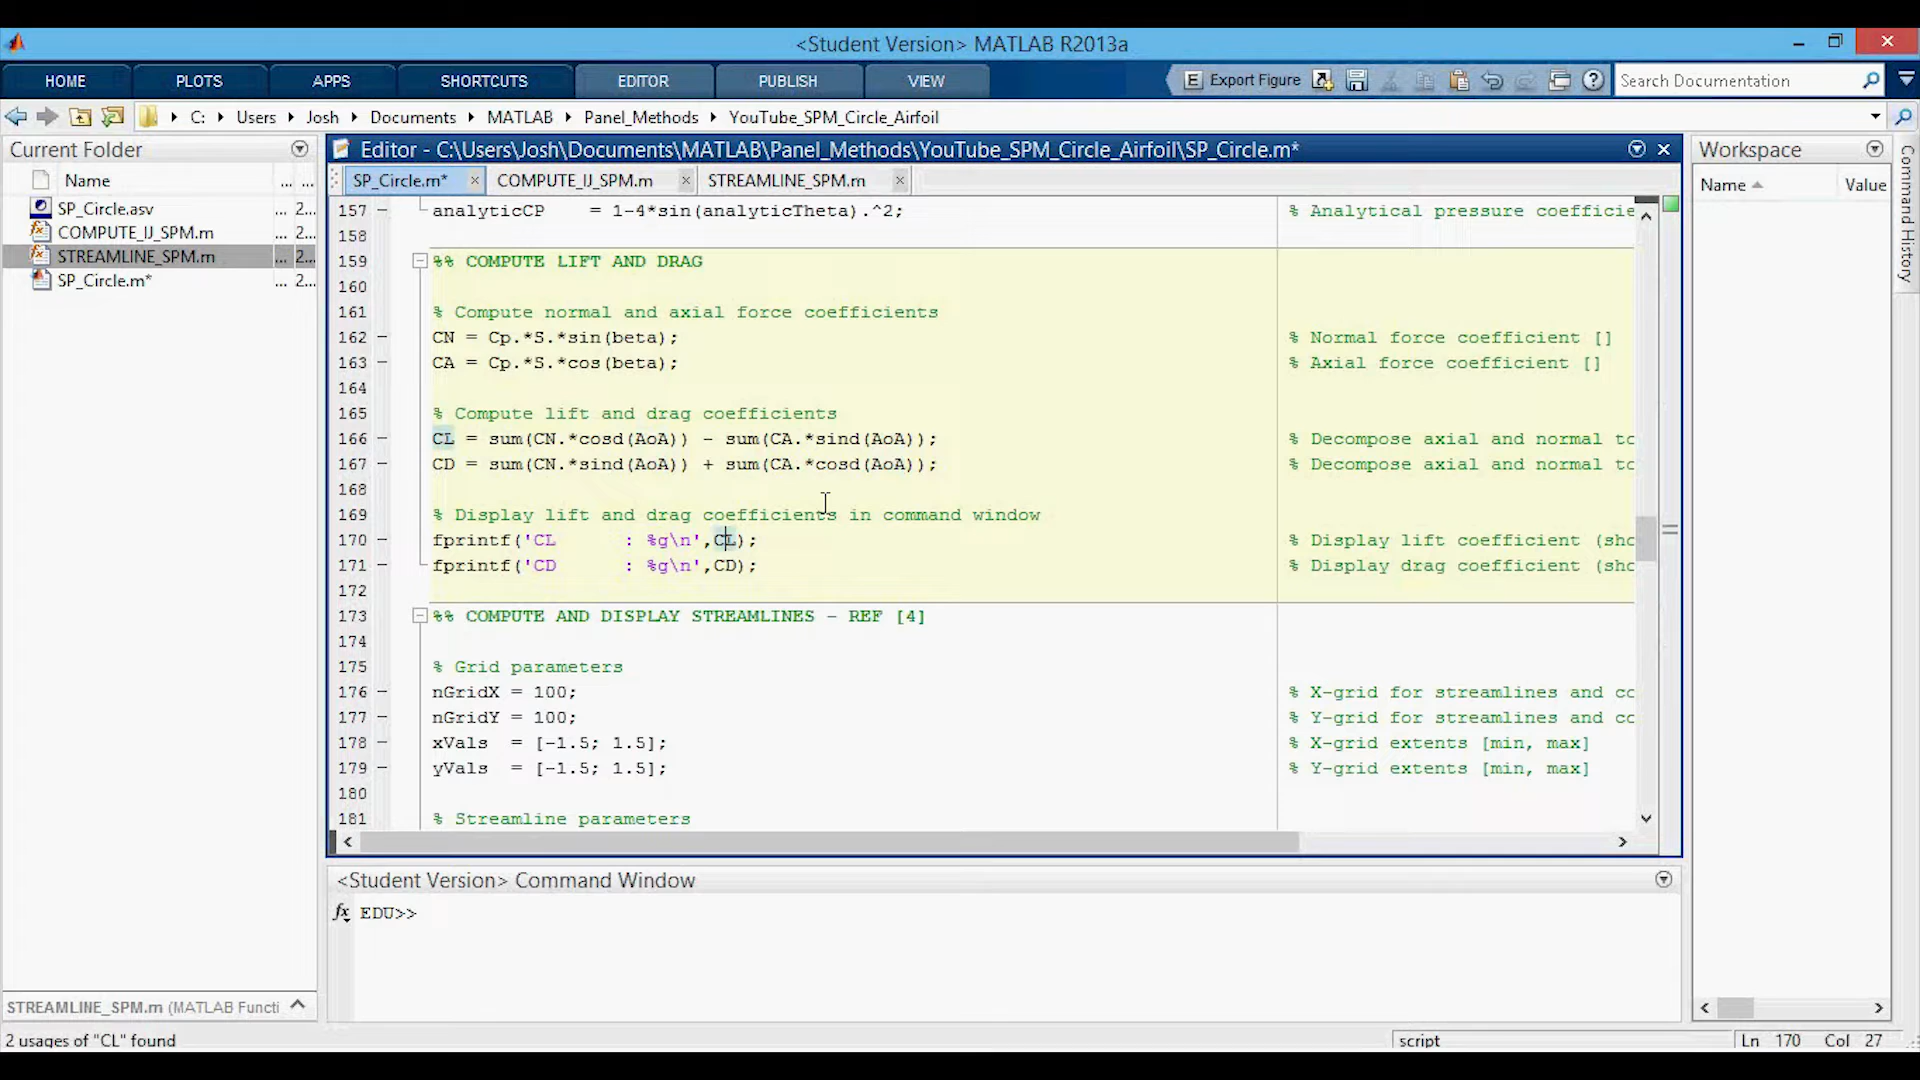 <Student Version> MATLAB R2013a
HOME PLOTS APPS SHORTCUTS EDITOR PUBLISH VIEW E Export Figure Search Documentation
C: Users Josh Documents MATLAB Panel_Methods YouTube_SPM_Circle_Airfoil
Current Folder
Name ... ...
SP_Circle.asv ... 2...
COMPUTE_IJ_SPM.m ... 2...
STREAMLINE_SPM.m ... 2...
SP_Circle.m* ... 2...
Editor - C:\Users\Josh\Documents\MATLAB\Panel_Methods\YouTube_SPM_Circle_Airfoil\SP_Circle.m*
SP_Circle.m* COMPUTE_IJ_SPM.m STREAMLINE_SPM.m
157 analyticCP = 1-4*sin(analyticTheta).^2; % Analytical pressure coefficie
158
159 %% COMPUTE LIFT AND DRAG
160
161 % Compute normal and axial force coefficients
162 CN = Cp.*S.*sin(beta); % Normal force coefficient []
163 CA = Cp.*S.*cos(beta); % Axial force coefficient []
164
165 % Compute lift and drag coefficients
166 CL = sum(CN.*cosd(AoA)) - sum(CA.*sind(AoA)); % Decompose axial and normal to
167 CD = sum(CN.*sind(AoA)) + sum(CA.*cosd(AoA)); % Decompose axial and normal to
168
169 % Display lift and drag coefficients in command window
170 fprintf('CL : %g\n',CL); % Display lift coefficient (sho
171 fprintf('CD : %g\n',CD); % Display drag coefficient (sho
172
173 %% COMPUTE AND DISPLAY STREAMLINES - REF [4]
174
175 % Grid parameters
176 nGridX = 100; % X-grid for streamlines and co
177 nGridY = 100; % Y-grid for streamlines and co
178 xVals = [-1.5; 1.5]; % X-grid extents [min, max]
179 yVals = [-1.5; 1.5]; % Y-grid extents [min, max]
180
181 % Streamline parameters
<Student Version> Command Window
fx EDU>>
Workspace
Name Value
Command History
STREAMLINE_SPM.m (MATLAB Functi
2 usages of "CL" found script Ln 170 Col 27